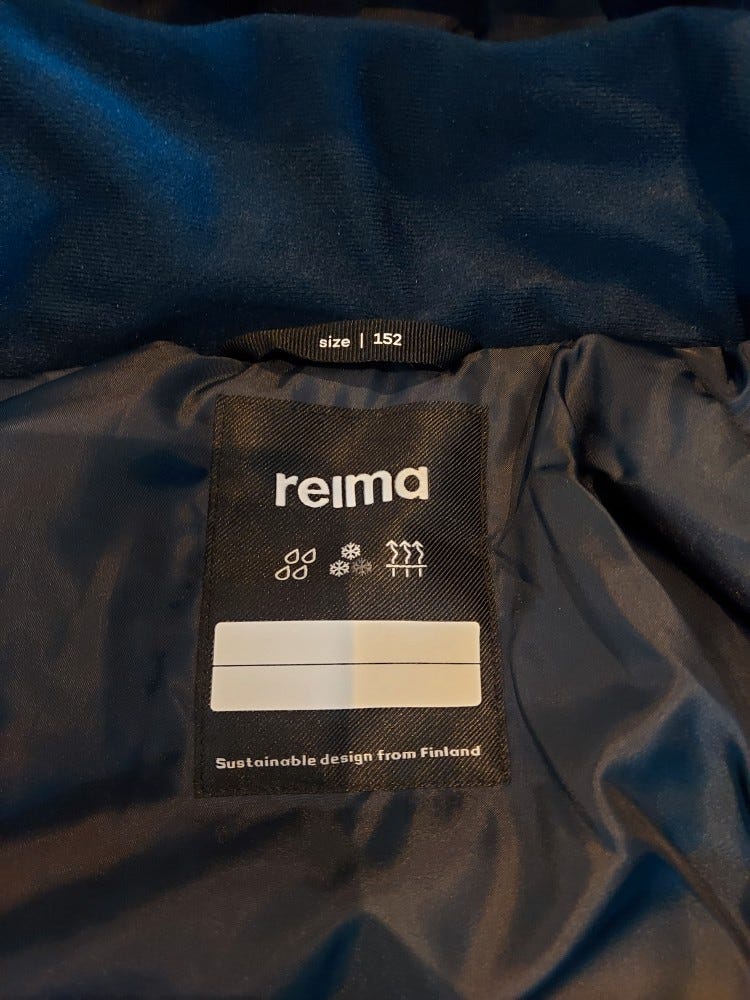 size | 152
reima
Sustainable design from Finland